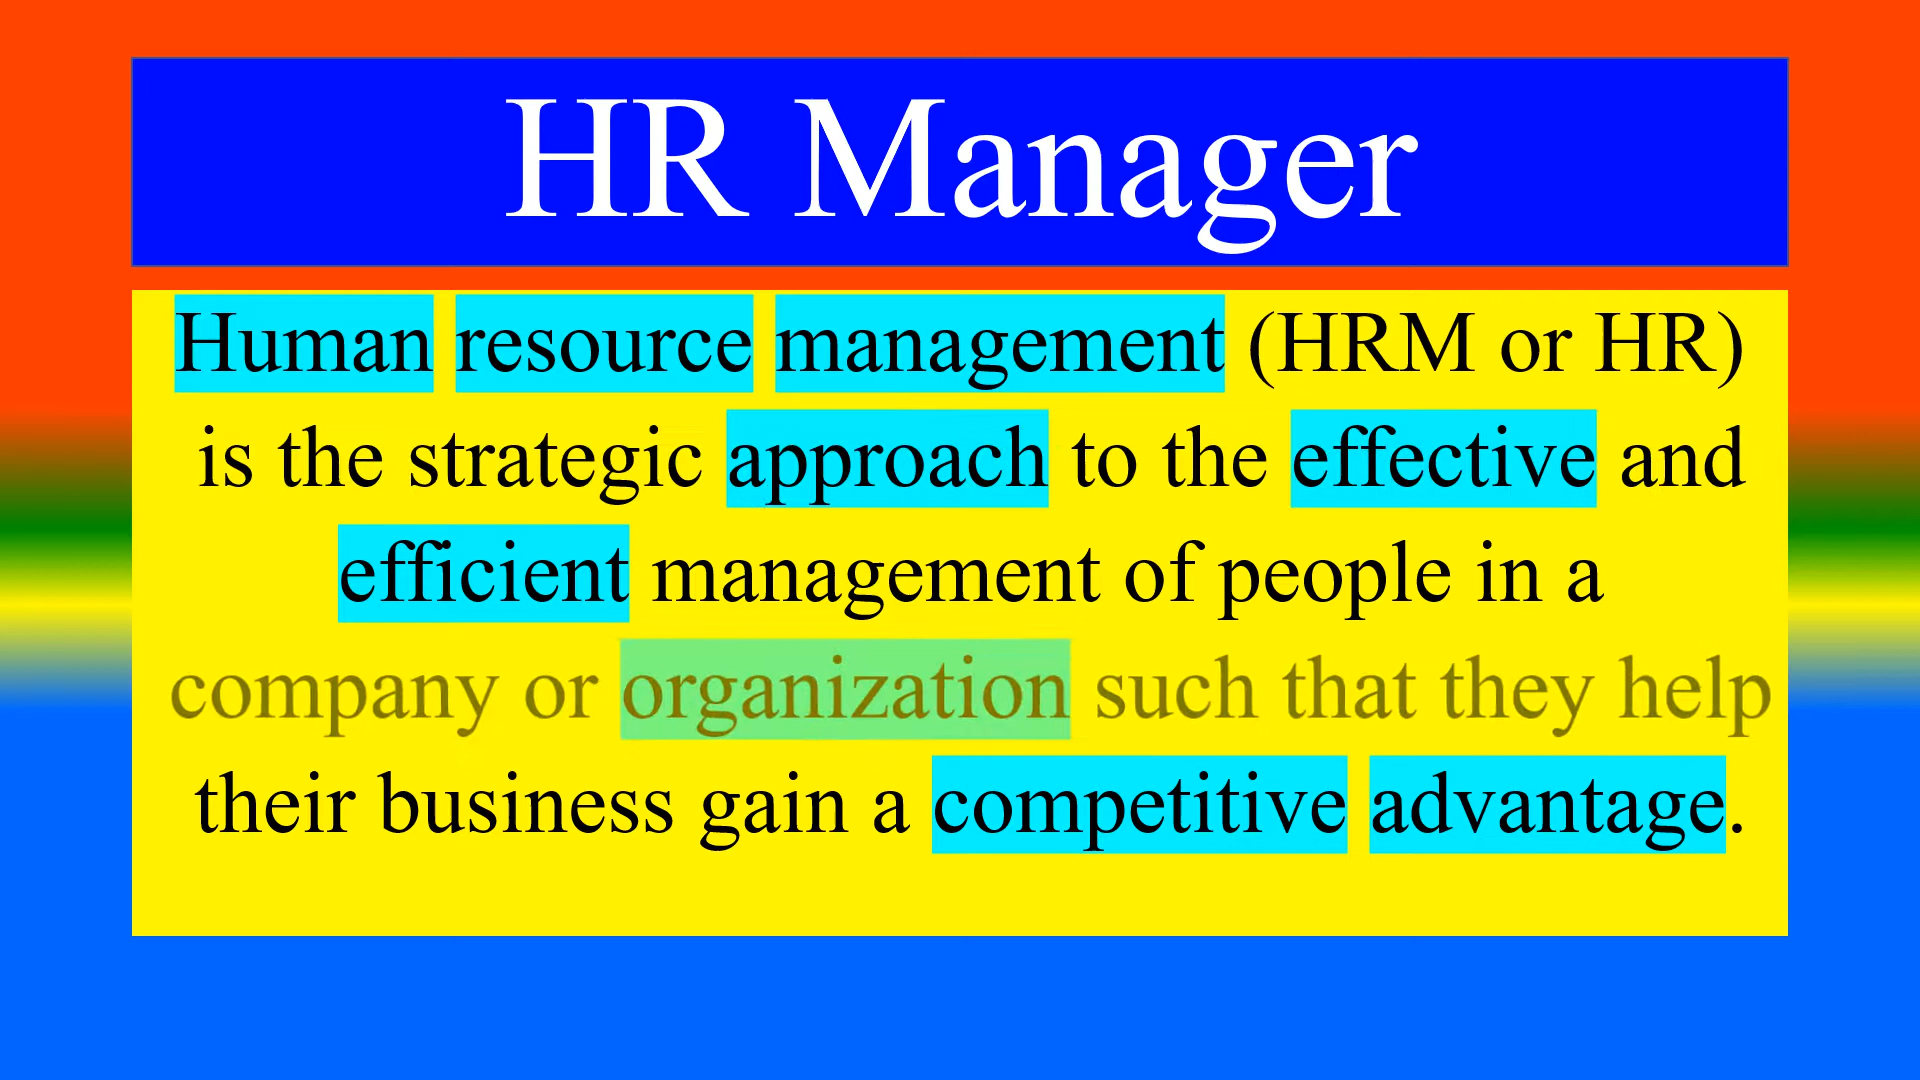 HR Manager
Human resource management (HRM or HR)
is the strategic approach to the effective and
efficient management of people in a
company or organization such that they help
their business gain a competitive advantage.